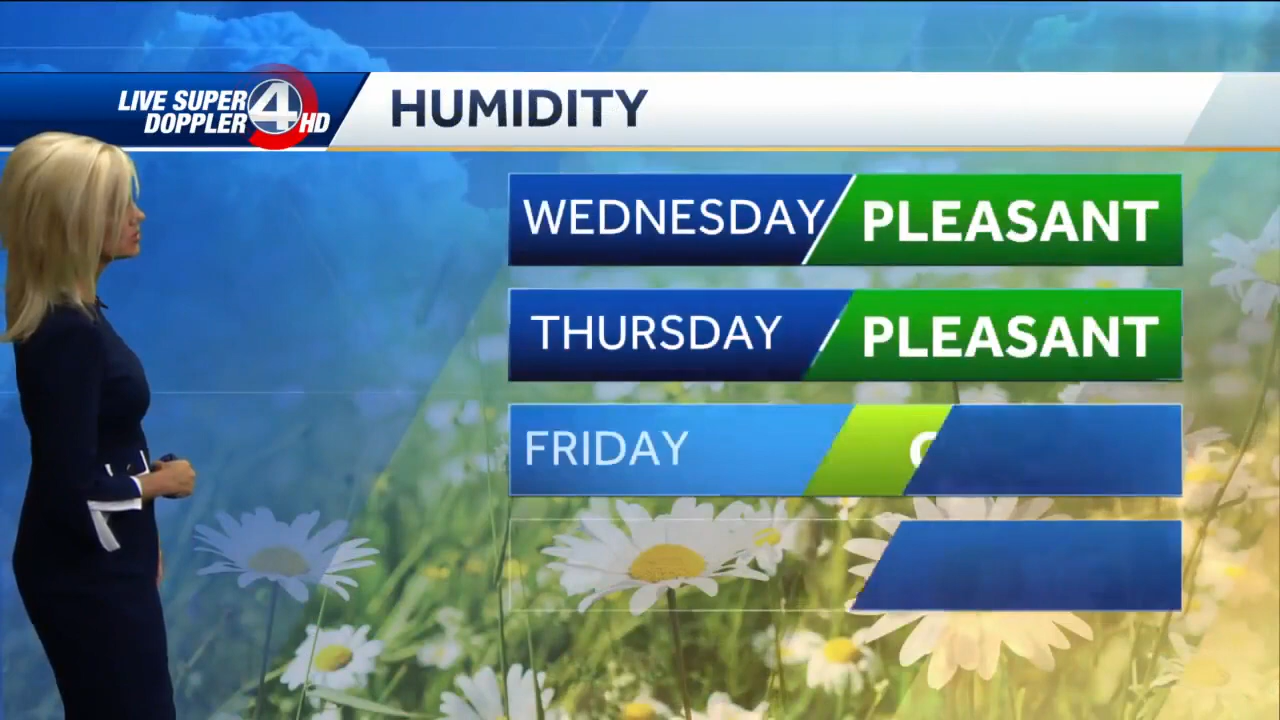 LIVE SUPER
DOPPLER
4
HD
HUMIDITY
WEDNESDAY PLEASANT
THURSDAY PLEASANT
FRIDAY